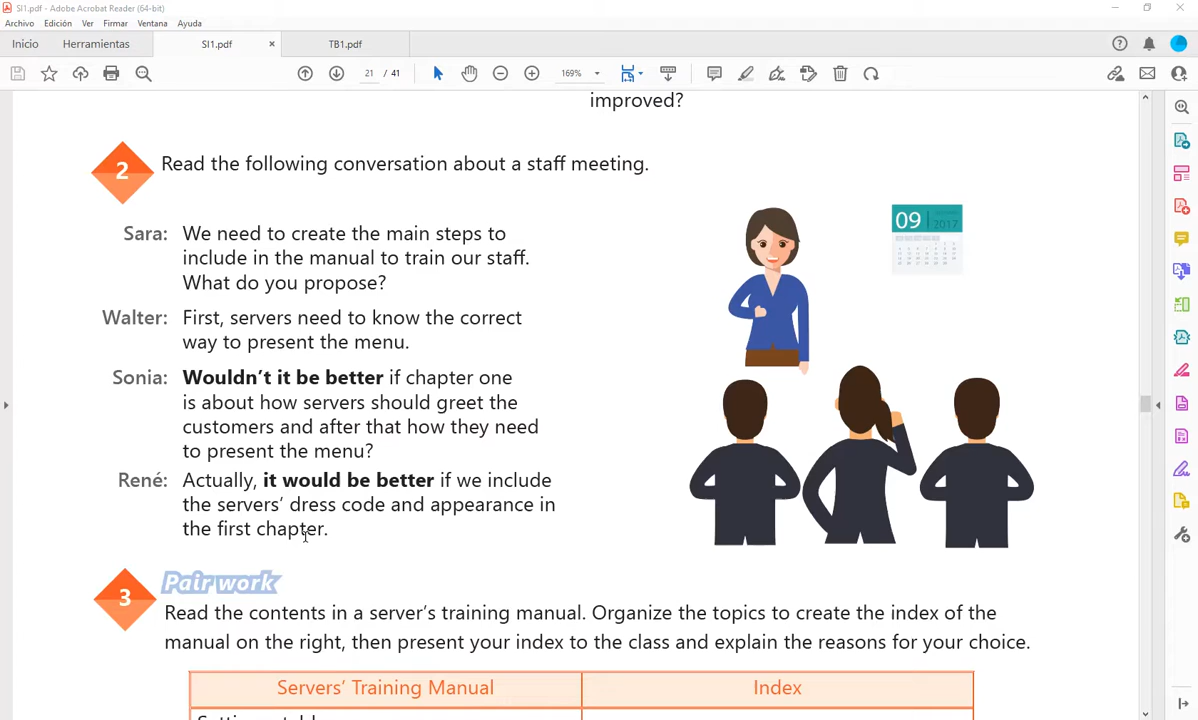 SI1.pdf - Adobe Acrobat Reader (64-bit)
Archivo Edición Ver Firmar Ventana Ayuda
Inicio Herramientas SI1.pdf × TB1.pdf
21 / 41 169%
improved?
2 Read the following conversation about a staff meeting.
09 2017
Sara: We need to create the main steps to
include in the manual to train our staff.
What do you propose?
Walter: First, servers need to know the correct
way to present the menu.
Sonia: Wouldn't it be better if chapter one
is about how servers should greet the
customers and after that how they need
to present the menu?
René: Actually, it would be better if we include
the servers' dress code and appearance in
the first chapter.
3 Pair work
Read the contents in a server's training manual. Organize the topics to create the index of the
manual on the right, then present your index to the class and explain the reasons for your choice.
Servers' Training Manual Index